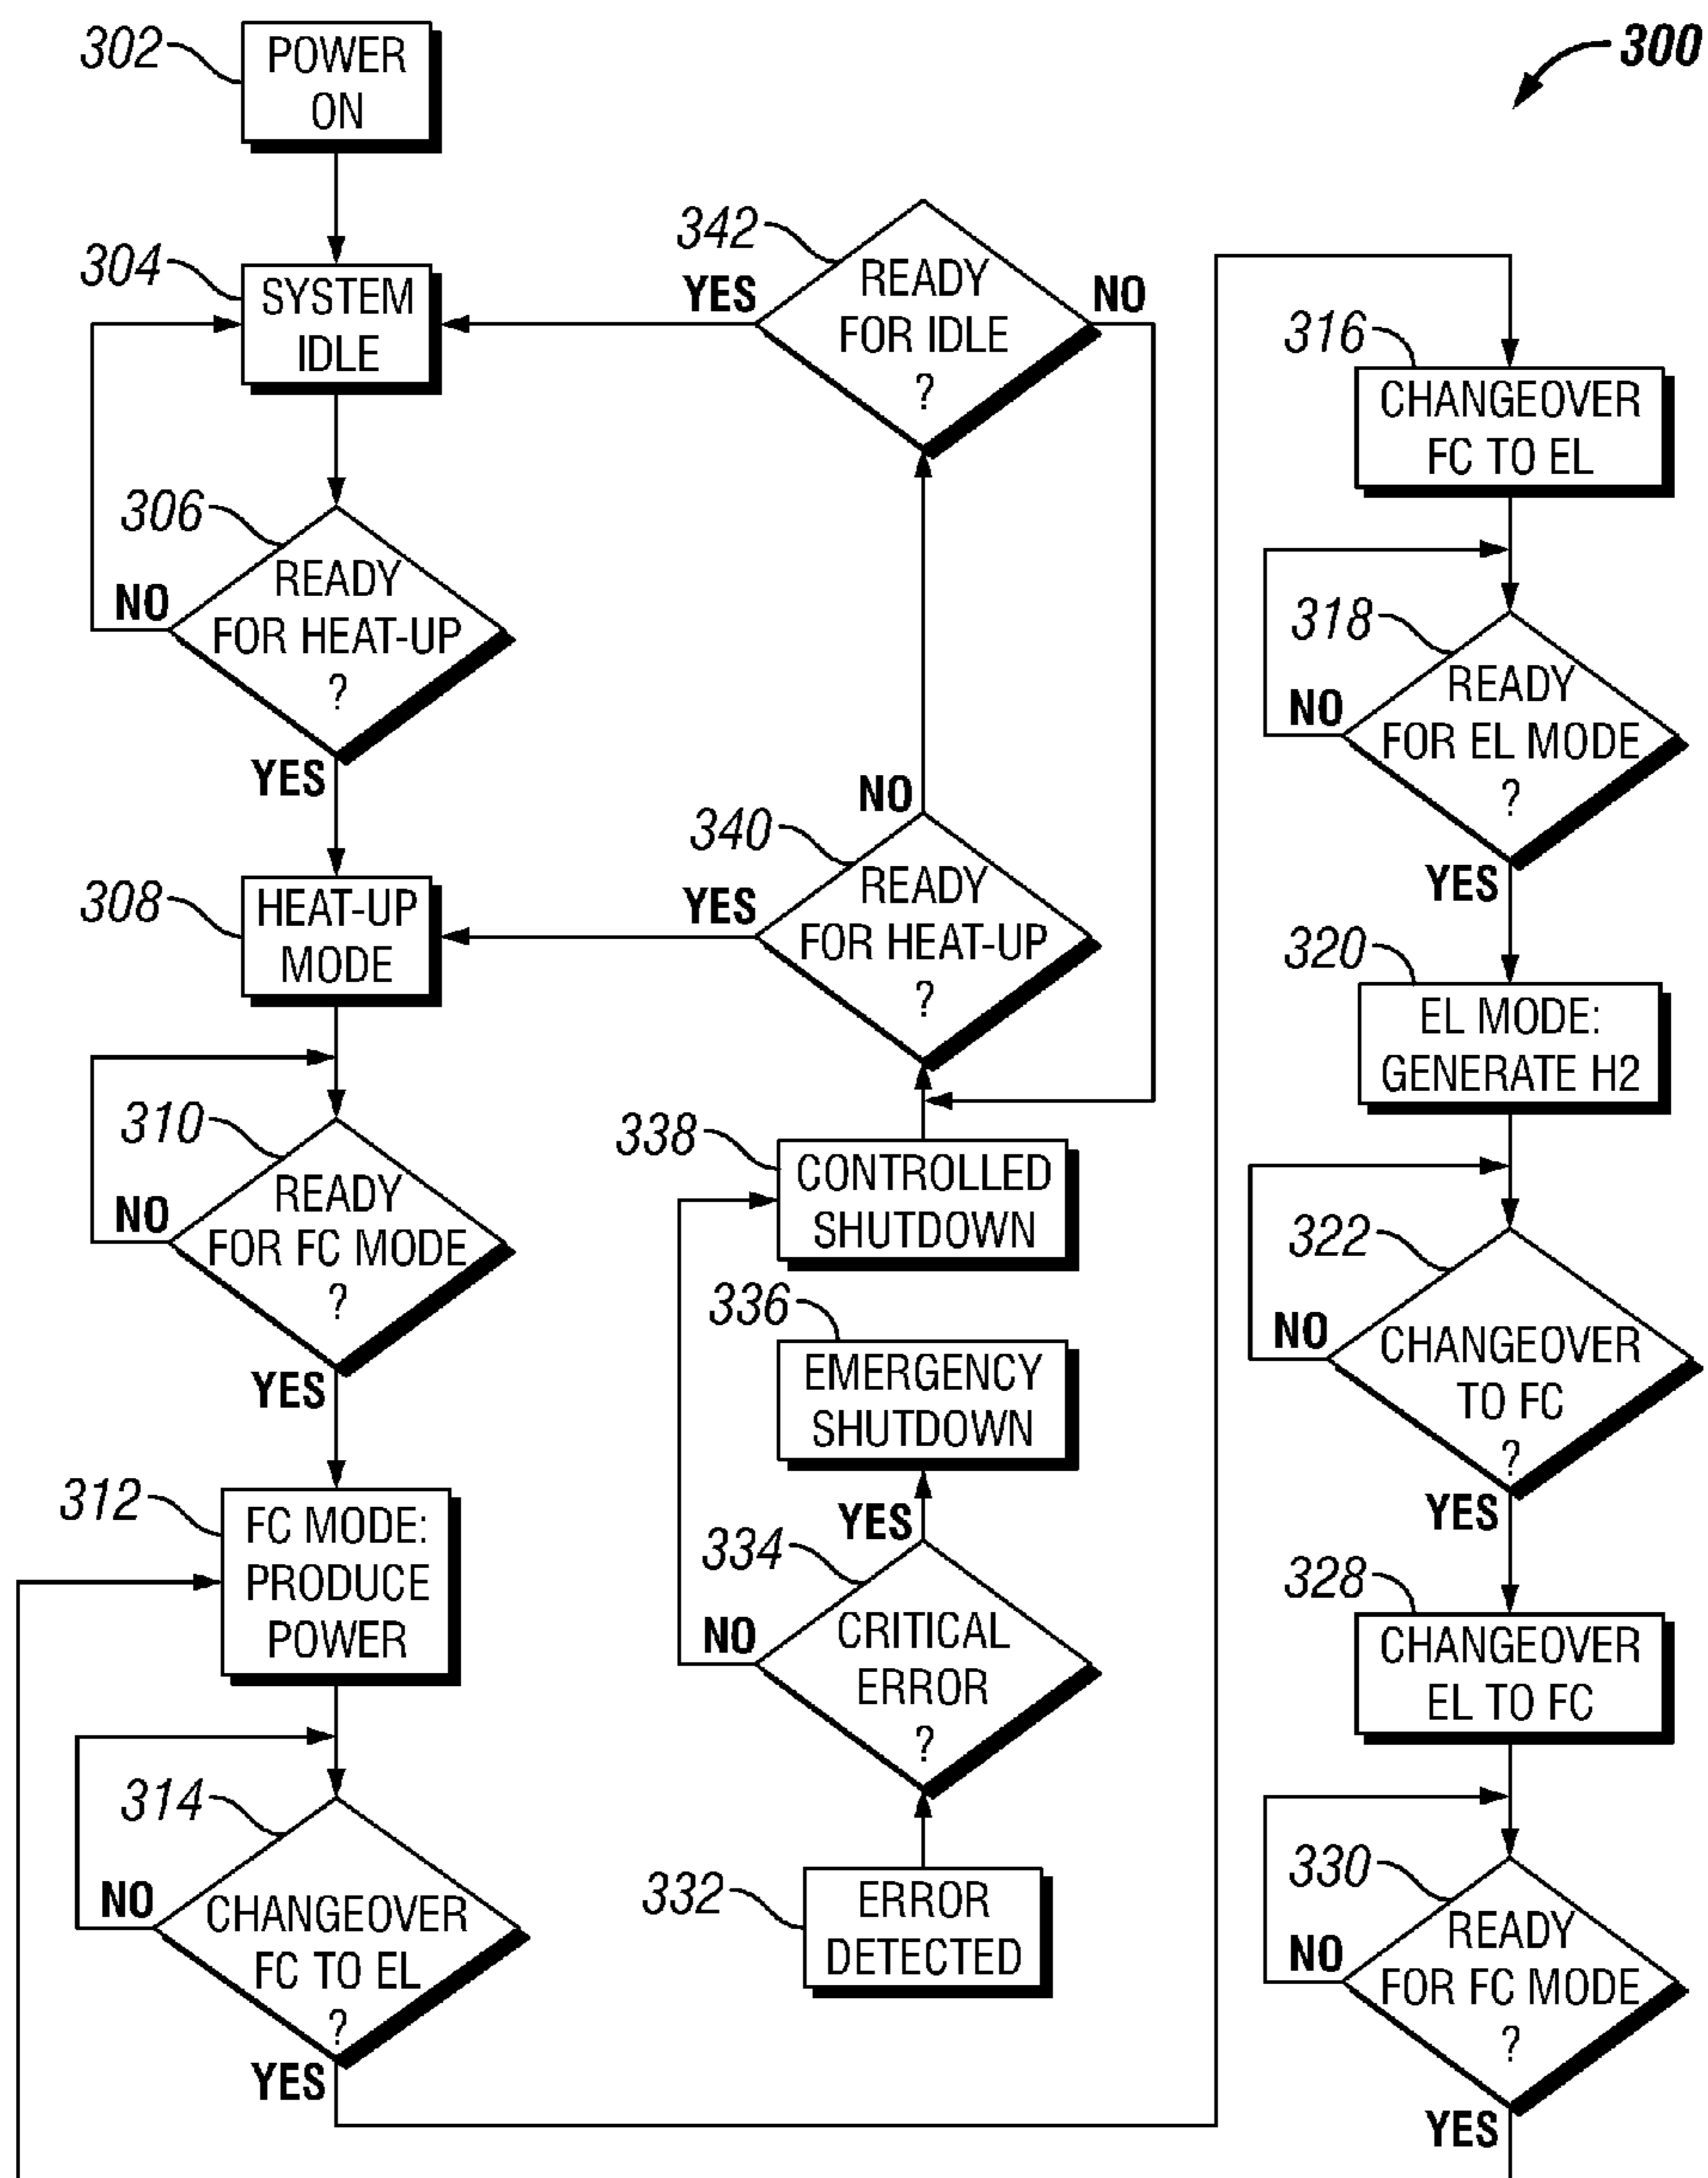 300
302
POWER
ON
304
SYSTEM
IDLE
306
READY
FOR HEAT-UP
?
NO
YES
308
HEAT-UP
MODE
310
READY
FOR FC MODE
?
NO
YES
312
FC MODE:
PRODUCE
POWER
314
CHANGEOVER
FC TO EL
?
NO
YES
342
READY
FOR IDLE
?
YES
NO
340
READY
FOR HEAT-UP
?
NO
YES
338
CONTROLLED
SHUTDOWN
336
EMERGENCY
SHUTDOWN
334
CRITICAL
ERROR
?
YES
NO
332
ERROR
DETECTED
316
CHANGEOVER
FC TO EL
318
READY
FOR EL MODE
?
NO
YES
320
EL MODE:
GENERATE H2
322
CHANGEOVER
TO FC
?
NO
YES
328
CHANGEOVER
EL TO FC
330
READY
FOR FC MODE
?
NO
YES